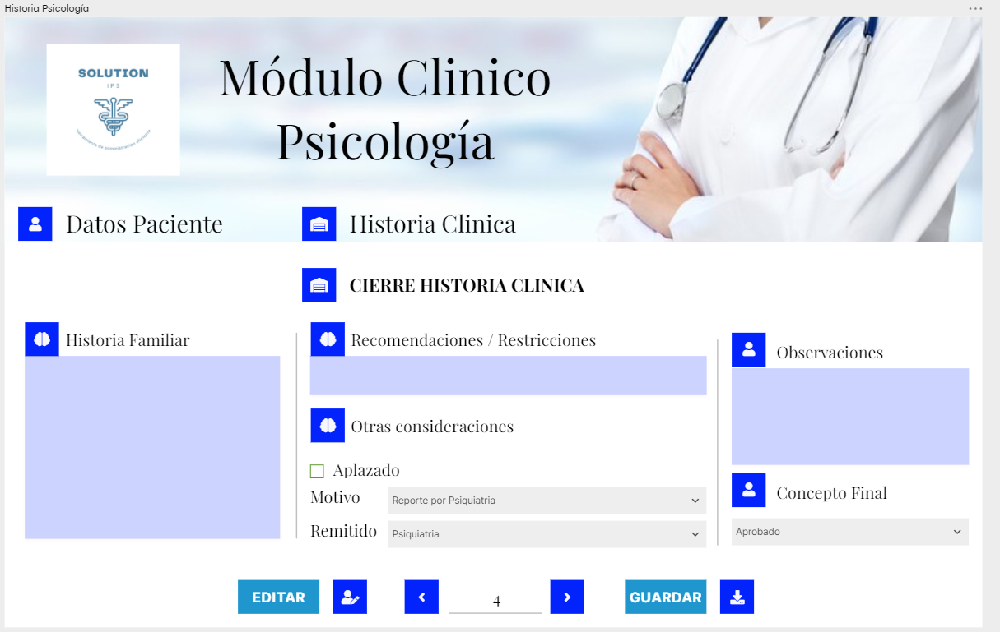 Historia Psicología
SOLUTION
IPS
Módulo Clinico
Psicología
Datos Paciente
Historia Clinica
CIERRE HISTORIA CLINICA
Historia Familiar
Recomendaciones / Restricciones
Otras consideraciones
Aplazado
Motivo
Reporte por Psiquiatria
Remitido
Psiquiatria
Observaciones
Concepto Final
Aprobado
EDITAR
4
GUARDAR